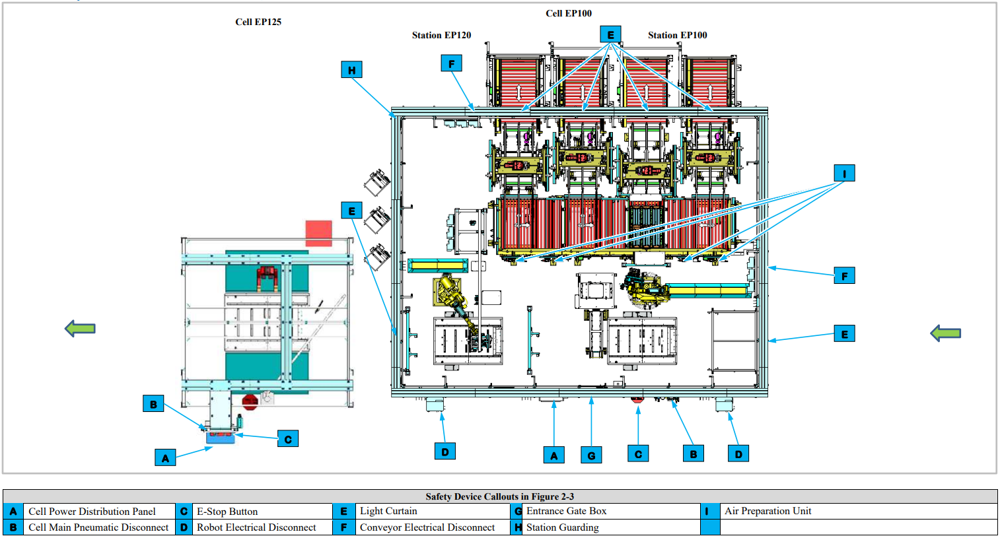 Cell EP100
Cell EP125
Station EP120
E
Station EP100
F
H
I
E
F
E
B
C
A
D
A
G
C
B
D
Safety Device Callouts in Figure 2-3
A Cell Power Distribution Panel C E-Stop Button E Light Curtain G Entrance Gate Box I Air Preparation Unit
B Cell Main Pneumatic Disconnect D Robot Electrical Disconnect F Conveyor Electrical Disconnect H Station Guarding